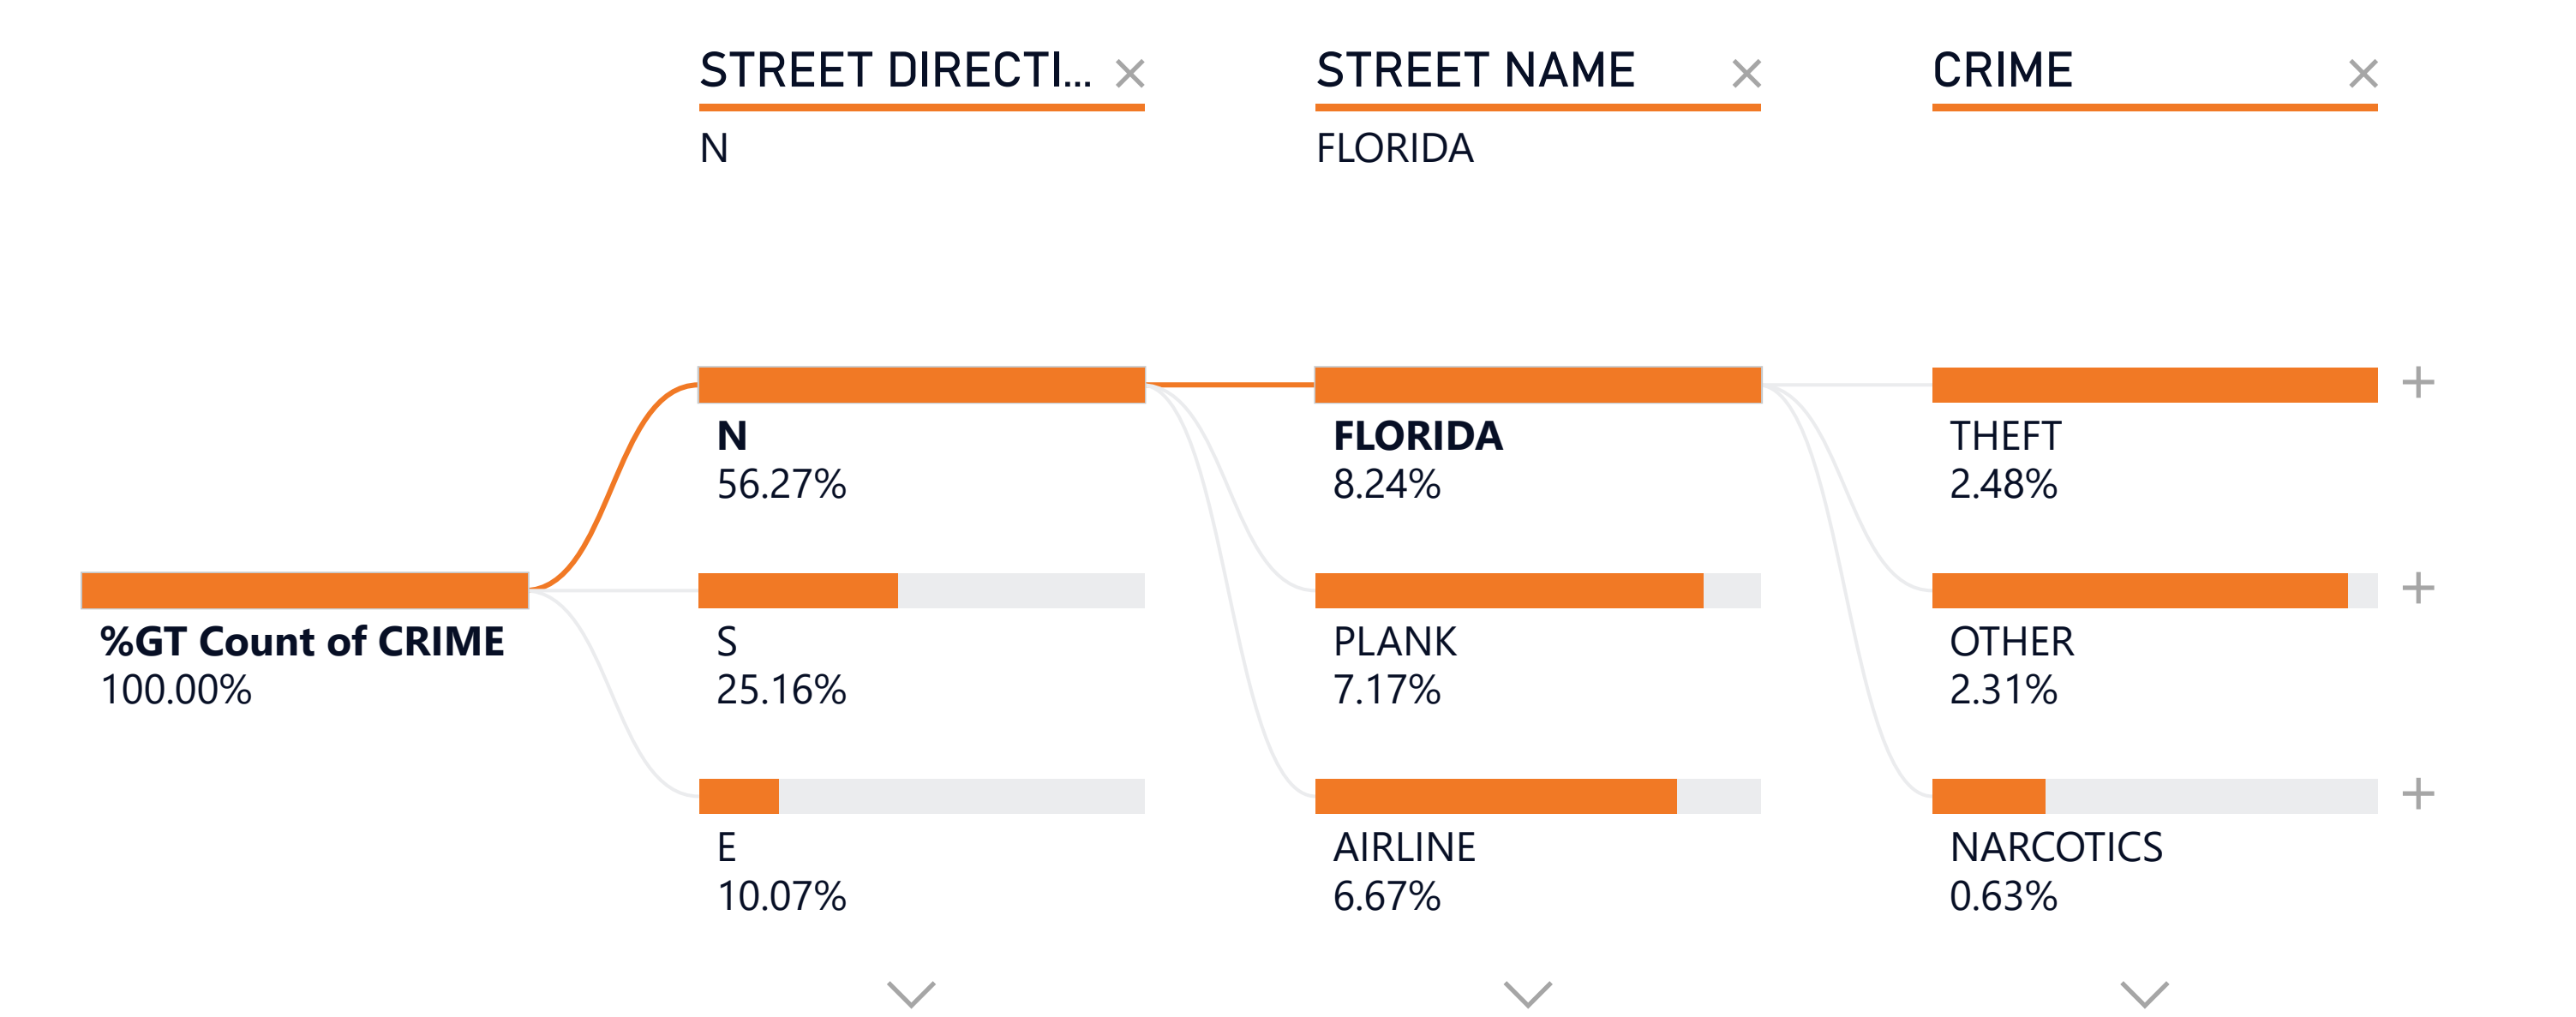 STREET DIRECTI...
STREET NAME
CRIME
N
FLORIDA
%GT Count of CRIME
100.00%
N
56.27%
S
25.16%
E
10.07%
FLORIDA
8.24%
PLANK
7.17%
AIRLINE
6.67%
THEFT
2.48%
OTHER
2.31%
NARCOTICS
0.63%